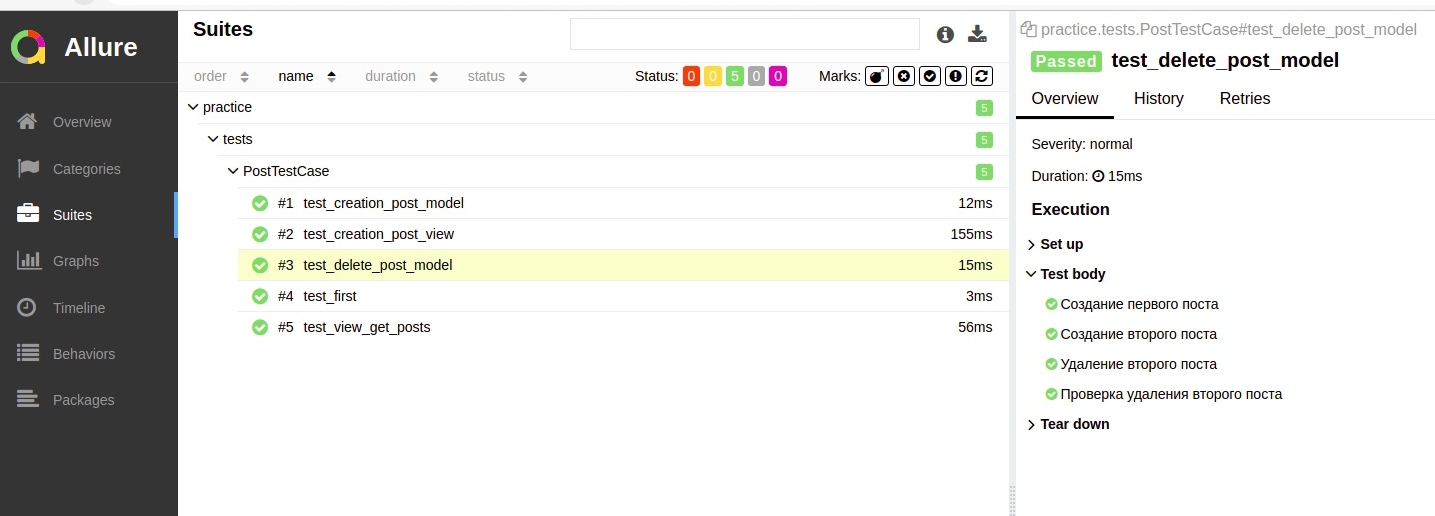 Allure
Overview
Categories
Suites
Graphs
Timeline
Behaviors
Packages
Suites
order name duration status Status: 0 0 5 0 0 Marks:
practice 5
tests 5
PostTestCase 5
#1 test_creation_post_model 12ms
#2 test_creation_post_view 155ms
#3 test_delete_post_model 15ms
#4 test_first 3ms
#5 test_view_get_posts 56ms
practice.tests.PostTestCase#test_delete_post_model
Passed test_delete_post_model
Overview History Retries
Severity: normal
Duration: 15ms
Execution
Set up
Test body
Создание первого поста
Создание второго поста
Удаление второго поста
Проверка удаления второго поста
Tear down